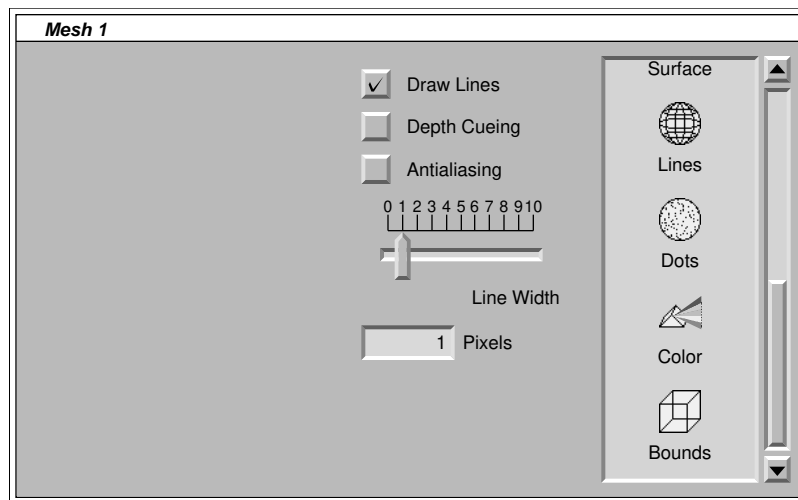 Mesh 1
Draw Lines
Depth Cueing
Antialiasing
0 1 2 3 4 5 6 7 8 9 10
Line Width
1 Pixels
Surface
Lines
Dots
Color
Bounds